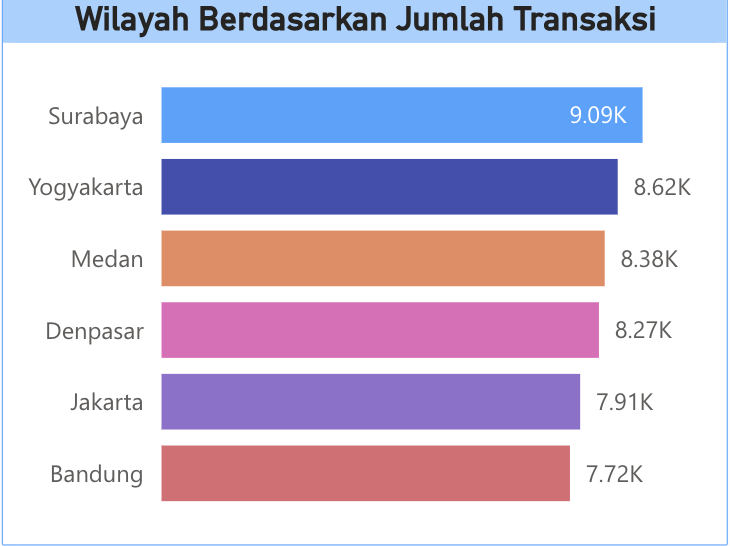 Wilayah Berdasarkan Jumlah Transaksi
Surabaya 9.09K
Yogyakarta 8.62K
Medan 8.38K
Denpasar 8.27K
Jakarta 7.91K
Bandung 7.72K